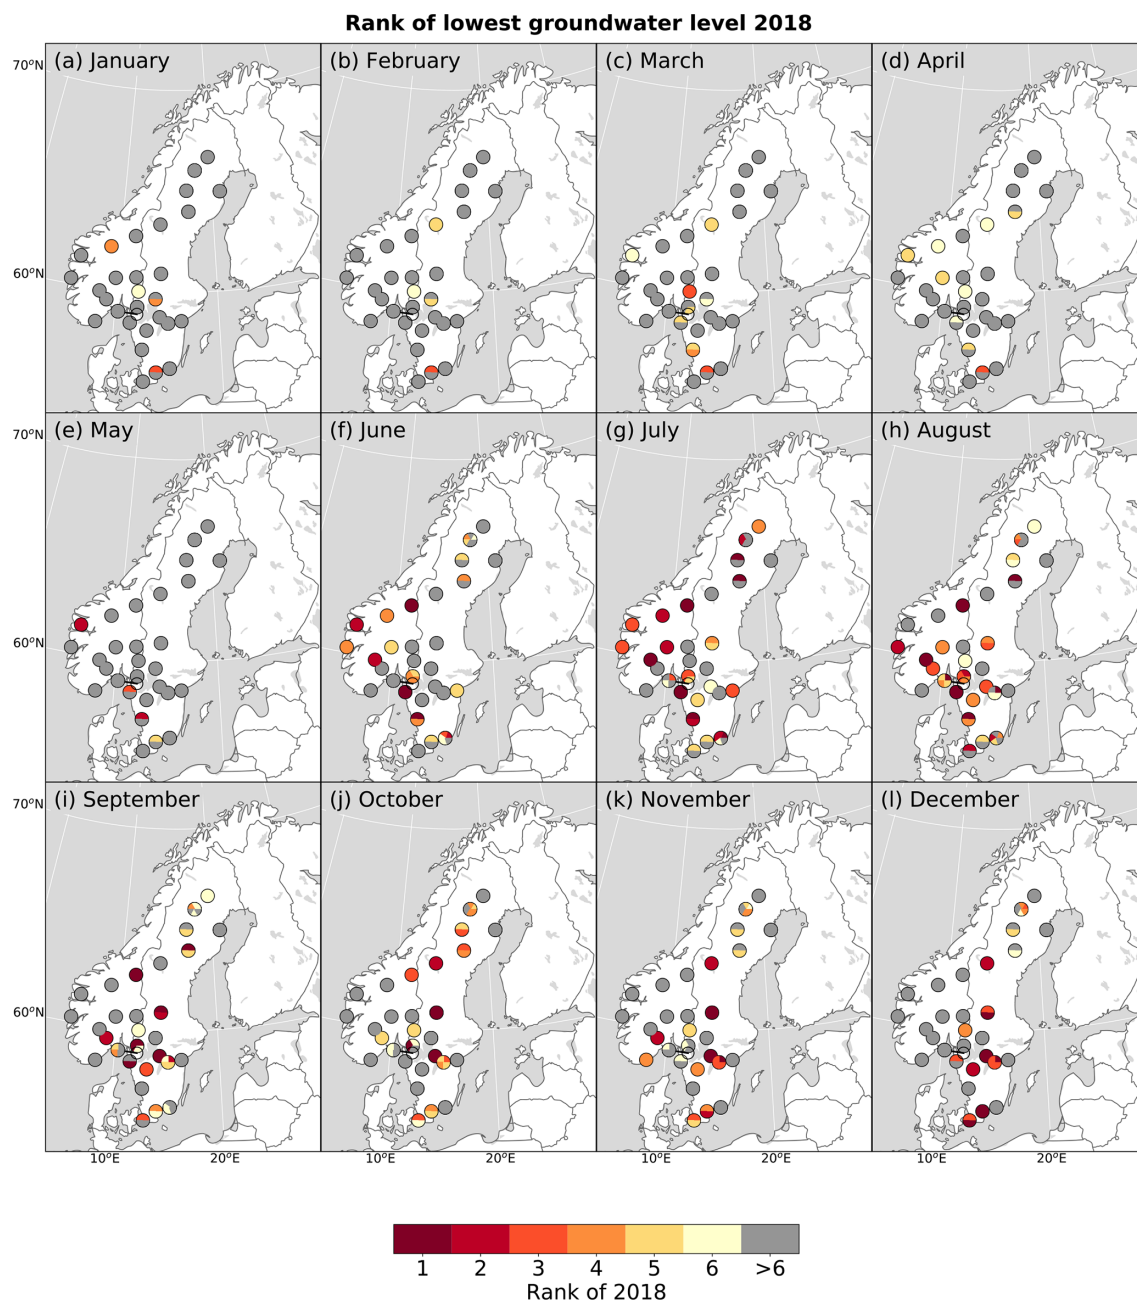 Rank of lowest groundwater level 2018
(a) January
(b) February
(c) March
(d) April
70°N
60°N
(e) May
(f) June
(g) July
(h) August
70°N
60°N
(i) September
(j) October
(k) November
(l) December
70°N
60°N
10°E 20°E 10°E 20°E 10°E 20°E 10°E 20°E
1 2 3 4 5 6 >6
Rank of 2018